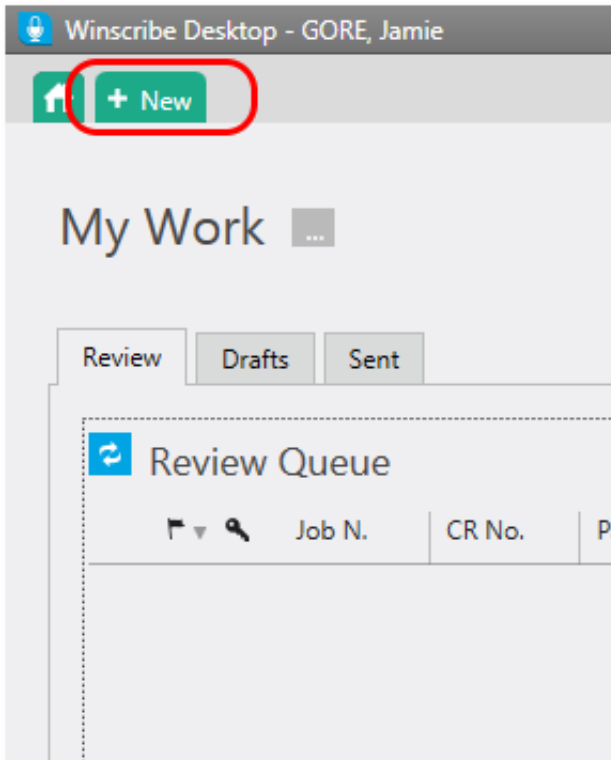 Winscribe Desktop - GORE, Jamie
+ New
My Work ...
Review Drafts Sent
Review Queue
Job N. CR No. P